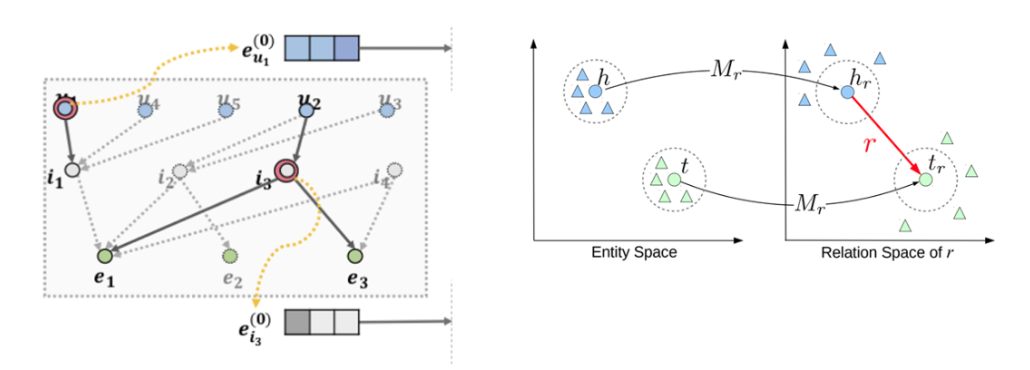 e_{u_1}^{(0)}
u_1 u_4 u_5 u_2 u_3
i_1 i_2 i_3 i_4
e_1 e_2 e_3
e_{i_3}^{(0)}
h M_r h_r
r
t M_r t_r
Entity Space
Relation Space of r